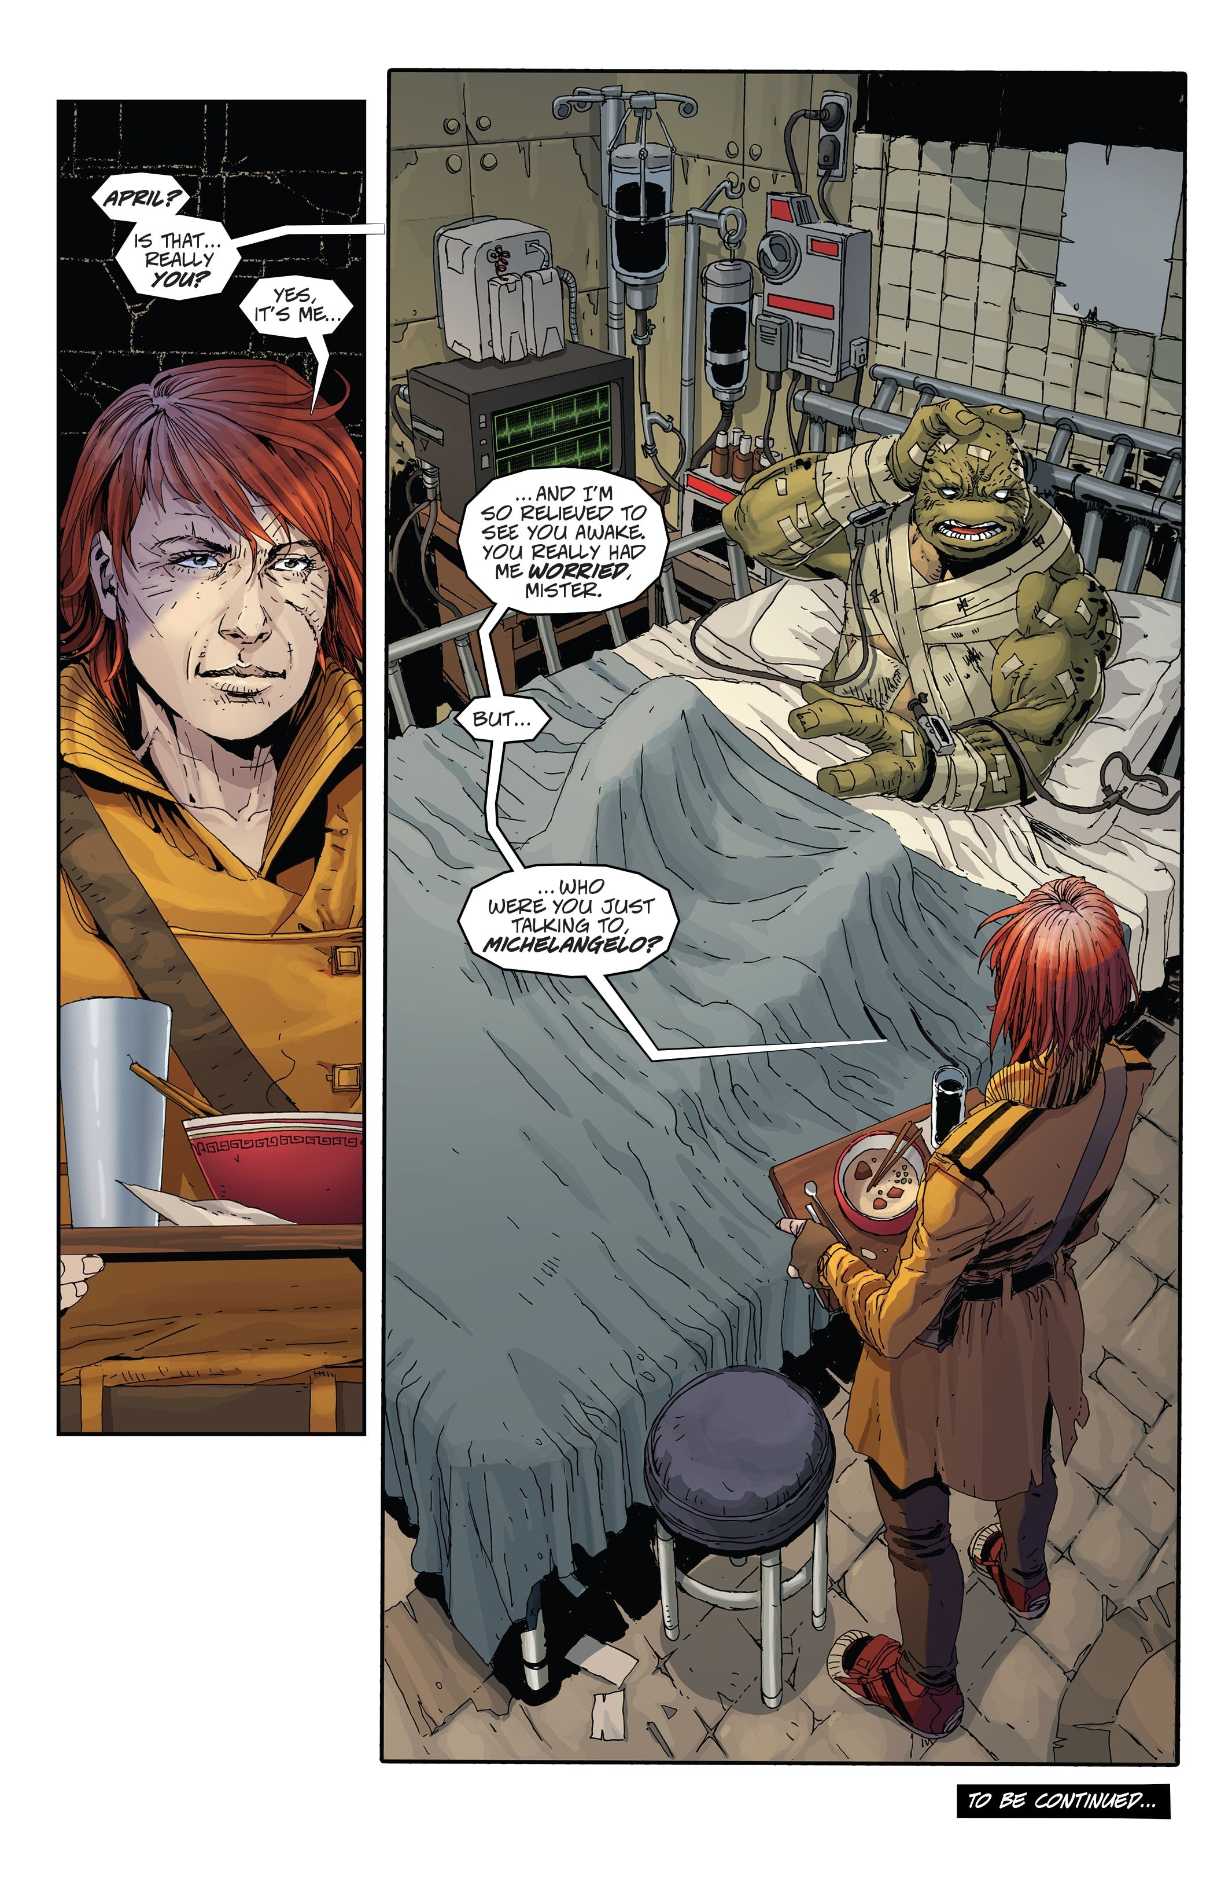 APRIL?
IS THAT...
REALLY
YOU?
YES,
IT'S ME...
...AND I'M
SO RELIEVED TO
SEE YOU AWAKE.
YOU REALLY HAD
ME WORRIED,
MISTER.
BUT...
...WHO
WERE YOU JUST
TALKING TO,
MICHELANGELO?
TO BE CONTINUED...